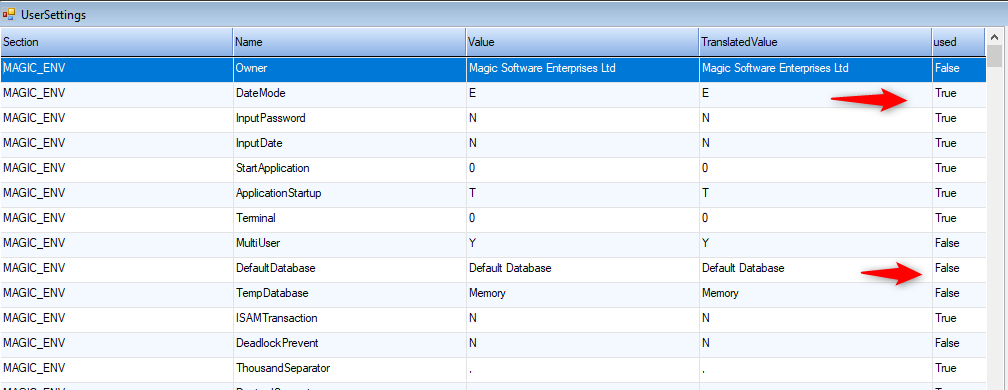 UserSettings
Section Name Value TranslatedValue used
MAGIC_ENV Owner Magic Software Enterprises Ltd Magic Software Enterprises Ltd False
MAGIC_ENV DateMode E E True
MAGIC_ENV InputPassword N N True
MAGIC_ENV InputDate N N True
MAGIC_ENV StartApplication 0 0 True
MAGIC_ENV ApplicationStartup T T True
MAGIC_ENV Terminal 0 0 True
MAGIC_ENV MultiUser Y Y False
MAGIC_ENV DefaultDatabase Default Database Default Database False
MAGIC_ENV TempDatabase Memory Memory False
MAGIC_ENV ISAMTransaction N N True
MAGIC_ENV DeadlockPrevent N N False
MAGIC_ENV ThousandSeparator , , True